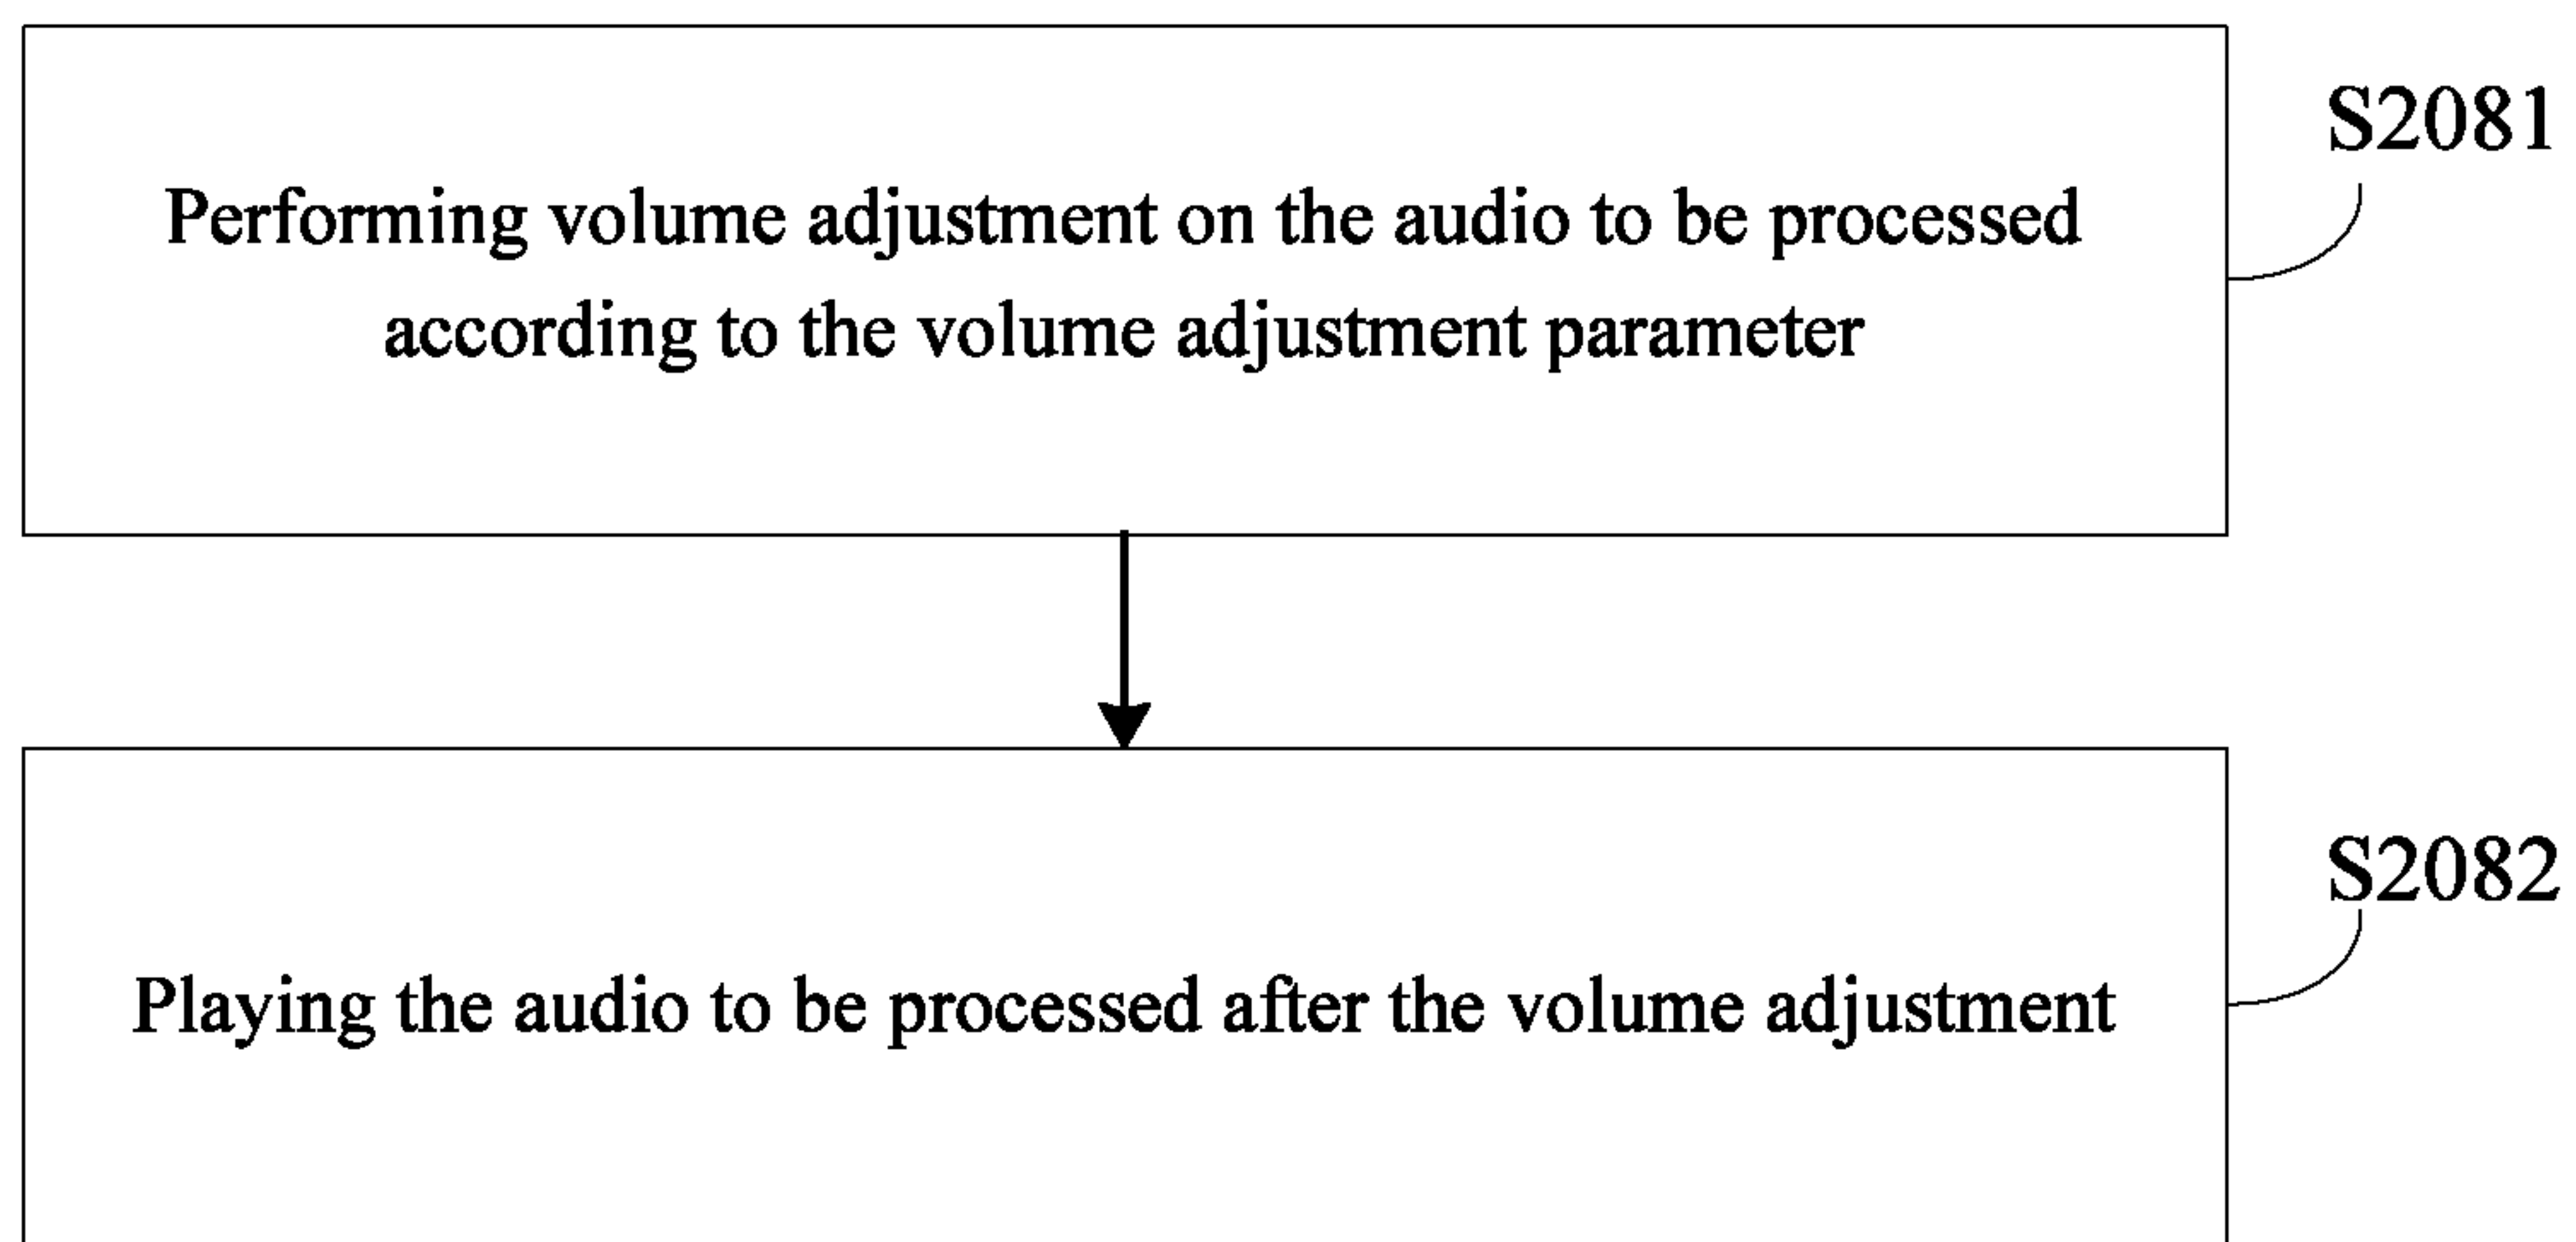 S2081
Performing volume adjustment on the audio to be processed
according to the volume adjustment parameter
S2082
Playing the audio to be processed after the volume adjustment